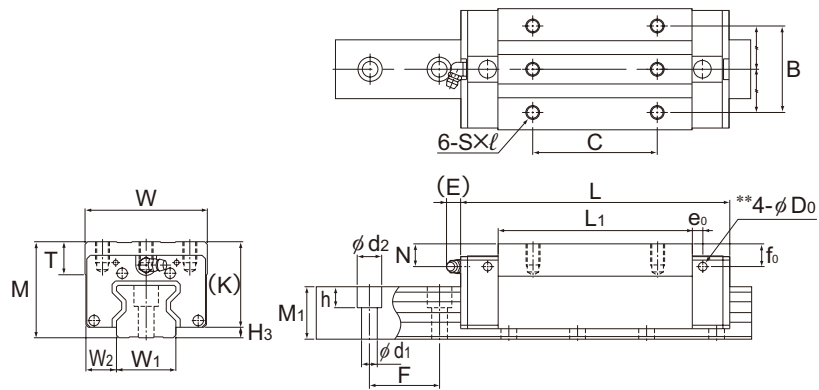 B
6-S×ℓ
C
(E)
L
W
L1
e0
**4-φD0
φd2
N
f0
T
M
(K)
h
M1
H3
φd1
W2
W1
F